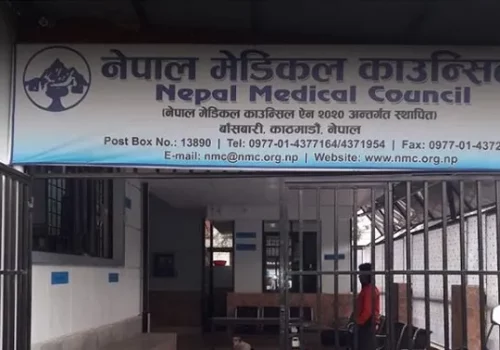 नेपाल मेडिकल काउन्सिल
Nepal Medical Council
(नेपाल मेडिकल काउन्सिल ऐन २०२० अन्तर्गत स्थापित)
बाँसबारी, काठमाडौं, नेपाल
Post Box No.: 13890 | Tel: 0977-01-4377164/4371954 | Fax: 0977-01-4372
E-mail: nmc@nmc.org.np | Website: www.nmc.org.np